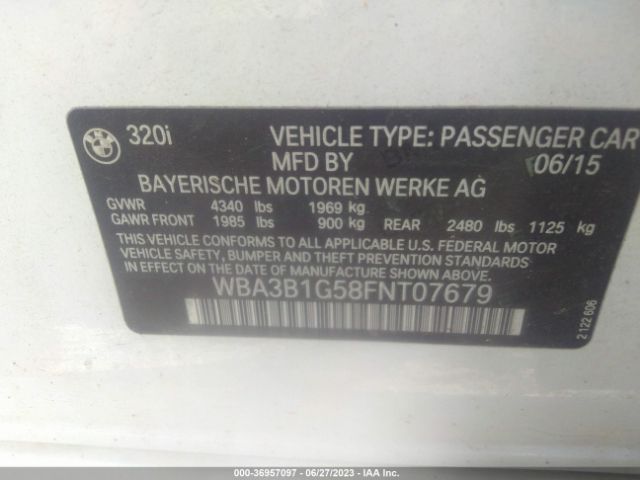 BMW
320i VEHICLE TYPE: PASSENGER CAR
MFD BY 06/15
BAYERISCHE MOTOREN WERKE AG
GVWR 4340 lbs 1969 kg
GAWR FRONT 1985 lbs 900 kg REAR 2480 lbs 1125 kg
THIS VEHICLE CONFORMS TO ALL APPLICABLE U.S. FEDERAL MOTOR
VEHICLE SAFETY, BUMPER AND THEFT PREVENTION STANDARDS
IN EFFECT ON THE DATE OF MANUFACTURE SHOWN ABOVE.
WBA3B1G58FNT07679
2 122 606
000-36957097 - 06/27/2023 - IAA Inc.